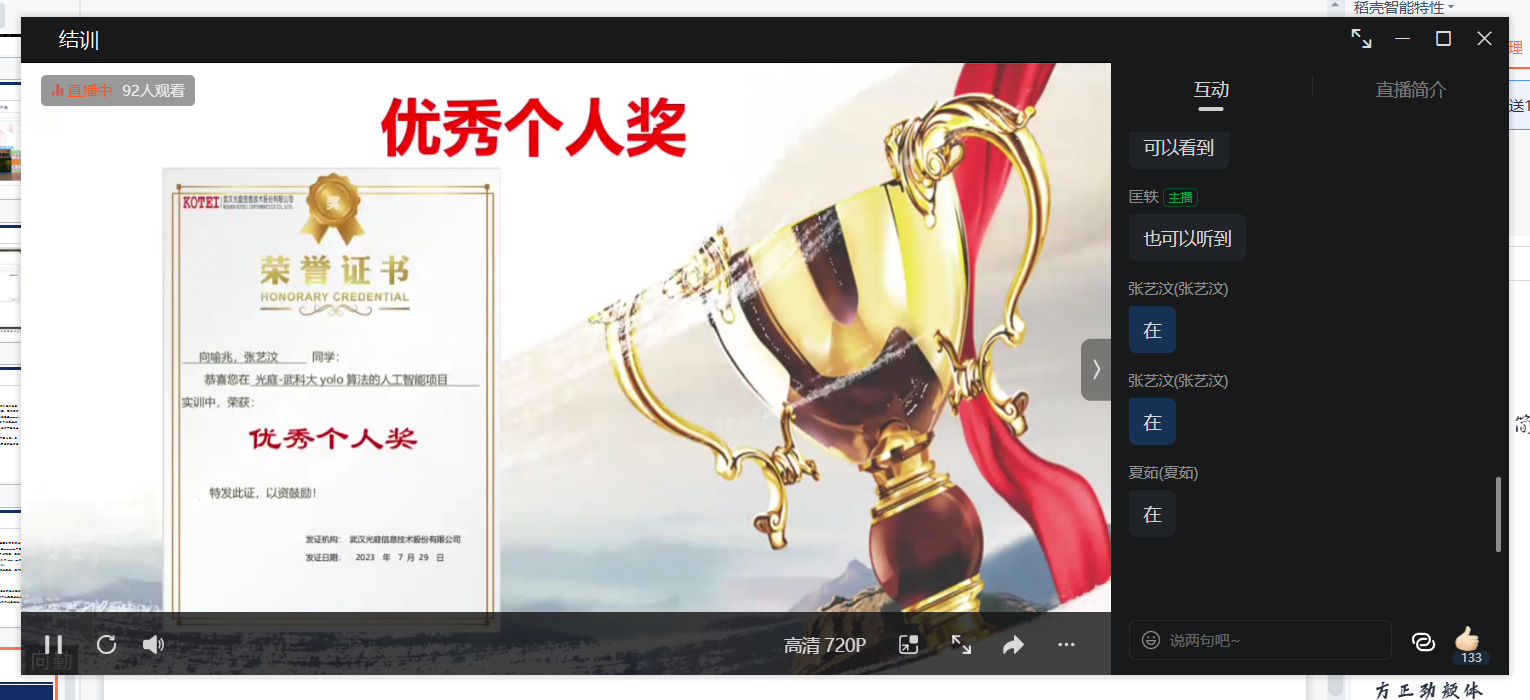 稻壳智能特性
结训
理
直播中 92人观看
互动
直播简介
送1
优秀个人奖
可以看到
匡轶 主播
也可以听到
张艺汶(张艺汶)
在
张艺汶(张艺汶)
在
夏茹(夏茹)
在
KOTEI 武汉光庭信息技术股份有限公司
奖
荣誉证书
HONORARY CREDENTIAL
向喻兆，张艺汶 同学：
恭喜您在 光庭-武科大 yolo 算法的人工智能项目
实训中，荣获：
优秀个人奖
特发此证，以资鼓励！
发证机构： 武汉光庭信息技术股份有限公司
发证日期： 2023 年 7 月 29 日
高清 720P
说两句吧~
133
方正劲颓体